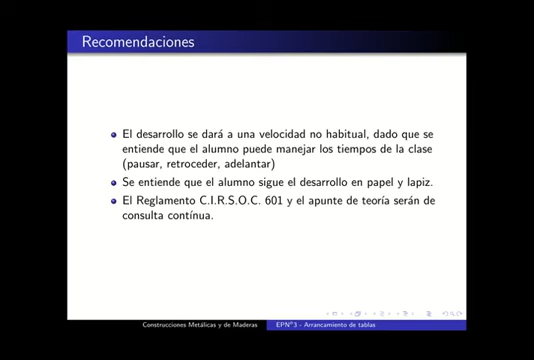 Recomendaciones
El desarrollo se dará a una velocidad no habitual, dado que se
entiende que el alumno puede manejar los tiempos de la clase
(pausar, retroceder, adelantar)
Se entiende que el alumno sigue el desarrollo en papel y lapiz.
El Reglamento C.I.R.S.O.C. 601 y el apunte de teoría serán de
consulta contínua.
Construcciones Metálicas y de Maderas EPNº3 - Arrancamiento de tablas